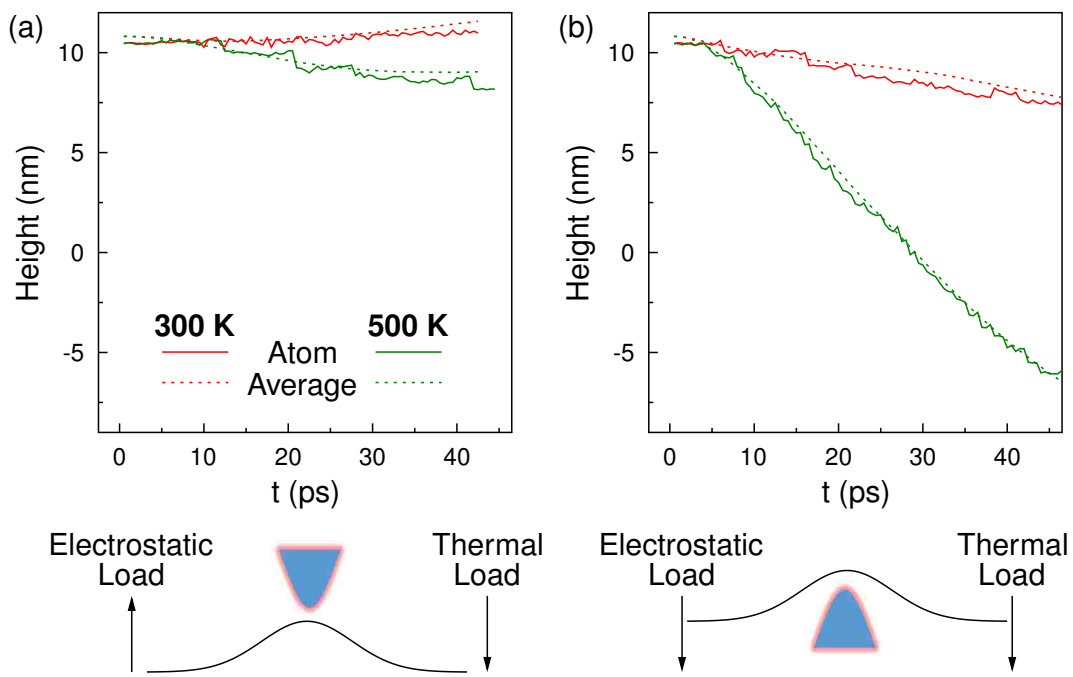 (a)
10
5
0
-5
Height (nm)
300 K 500 K
Atom
Average
0 10 20 30 40
t (ps)
Electrostatic
Load
Thermal
Load
(b)
10
5
0
-5
Height (nm)
0 10 20 30 40
t (ps)
Electrostatic
Load
Thermal
Load